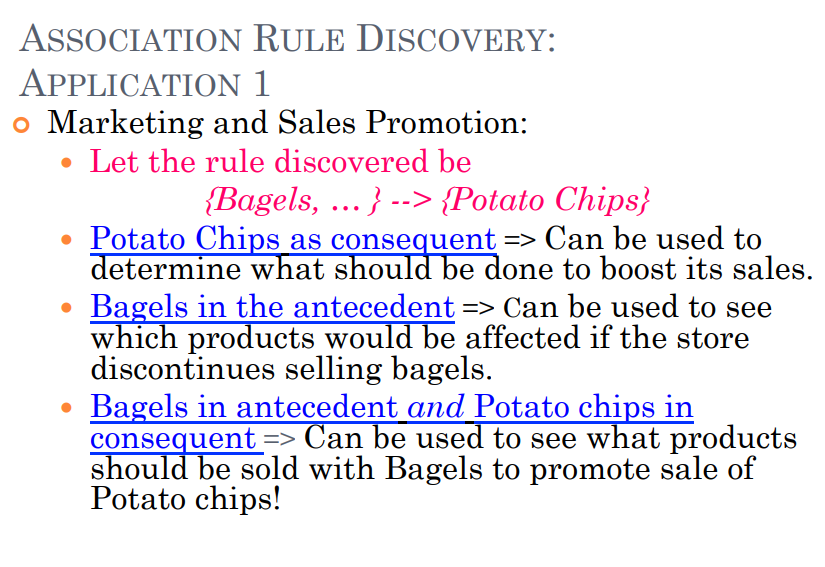 ASSOCIATION RULE DISCOVERY:
APPLICATION 1
Marketing and Sales Promotion:
Let the rule discovered be
{Bagels, … } --> {Potato Chips}
Potato Chips as consequent => Can be used to
determine what should be done to boost its sales.
Bagels in the antecedent => Can be used to see
which products would be affected if the store
discontinues selling bagels.
Bagels in antecedent and Potato chips in
consequent => Can be used to see what products
should be sold with Bagels to promote sale of
Potato chips!